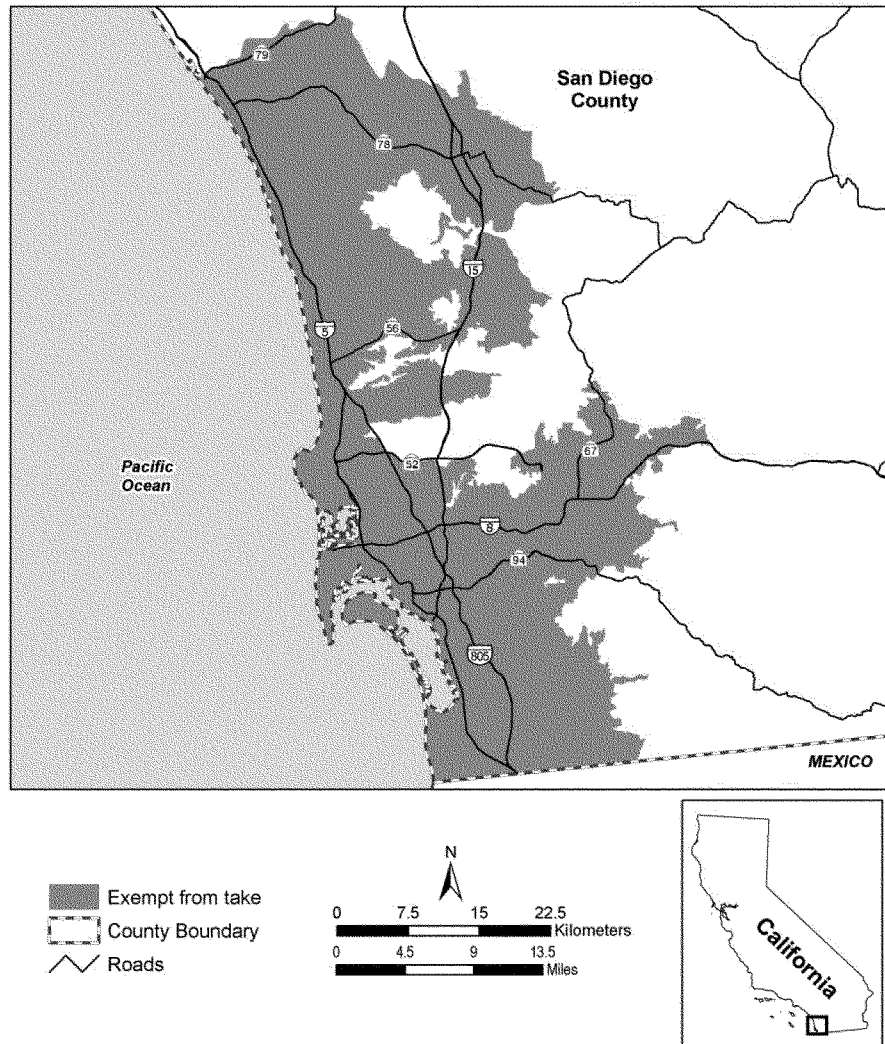 79
San Diego
County
78
15
5
56
67
52
Pacific
Ocean
8
94
805
MEXICO
N
Exempt from take
County Boundary
Roads
0 7.5 15 22.5
Kilometers
0 4.5 9 13.5
Miles
California